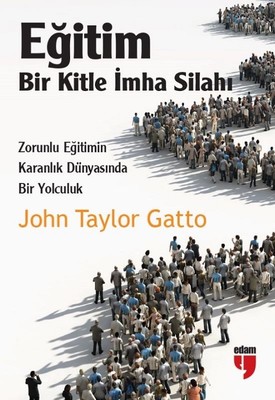 Eğitim
Bir Kitle İmha Silahı
Zorunlu Eğitimin
Karanlık Dünyasında
Bir Yolculuk
John Taylor Gatto
edam